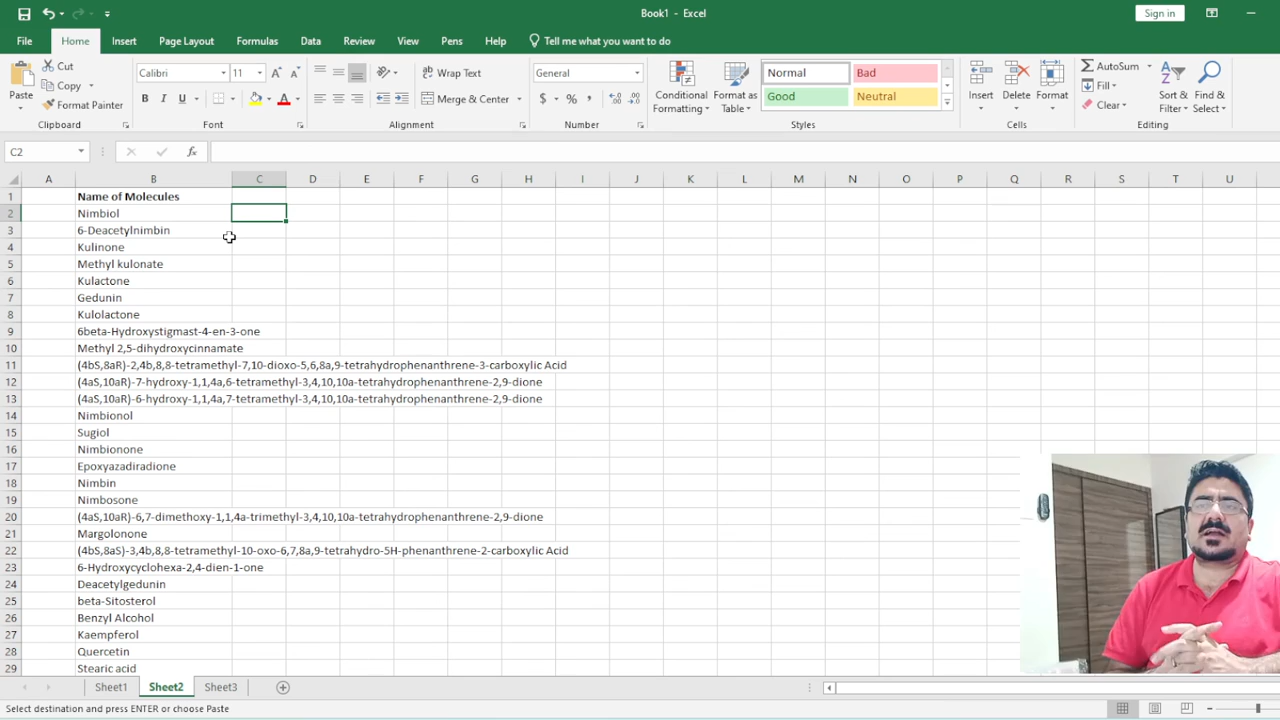 Book1 - Excel
Sign in
File Home Insert Page Layout Formulas Data Review View Pens Help Tell me what you want to do
Paste
Cut
Copy
Format Painter
Clipboard
Calibri 11
B I U
Font
Wrap Text
Merge & Center
Alignment
General
$ % ,
Number
Conditional Formatting
Format as Table
Normal Bad
Good Neutral
Styles
Insert Delete Format
Cells
AutoSum
Fill
Clear
Sort & Filter
Find & Select
Editing
C2
fx
A B C D E F G H I J K L M N O P Q R S T U
1 Name of Molecules
2 Nimbiol
3 6-Deacetylnimbin
4 Kulinone
5 Methyl kulonate
6 Kulactone
7 Gedunin
8 Kulolactone
9 6beta-Hydroxystigmast-4-en-3-one
10 Methyl 2,5-dihydroxycinnamate
11 (4bS,8aR)-2,4b,8,8-tetramethyl-7,10-dioxo-5,6,8a,9-tetrahydrophenanthrene-3-carboxylic Acid
12 (4aS,10aR)-7-hydroxy-1,1,4a,6-tetramethyl-3,4,10,10a-tetrahydrophenanthrene-2,9-dione
13 (4aS,10aR)-6-hydroxy-1,1,4a,7-tetramethyl-3,4,10,10a-tetrahydrophenanthrene-2,9-dione
14 Nimbionol
15 Sugiol
16 Nimbionone
17 Epoxyazadiradione
18 Nimbin
19 Nimbosone
20 (4aS,10aR)-6,7-dimethoxy-1,1,4a-trimethyl-3,4,10,10a-tetrahydrophenanthrene-2,9-dione
21 Margolonone
22 (4bS,8aS)-3,4b,8,8-tetramethyl-10-oxo-6,7,8a,9-tetrahydro-5H-phenanthrene-2-carboxylic Acid
23 6-Hydroxycyclohexa-2,4-dien-1-one
24 Deacetylgedunin
25 beta-Sitosterol
26 Benzyl Alcohol
27 Kaempferol
28 Quercetin
29 Stearic acid
Sheet1 Sheet2 Sheet3
Select destination and press ENTER or choose Paste